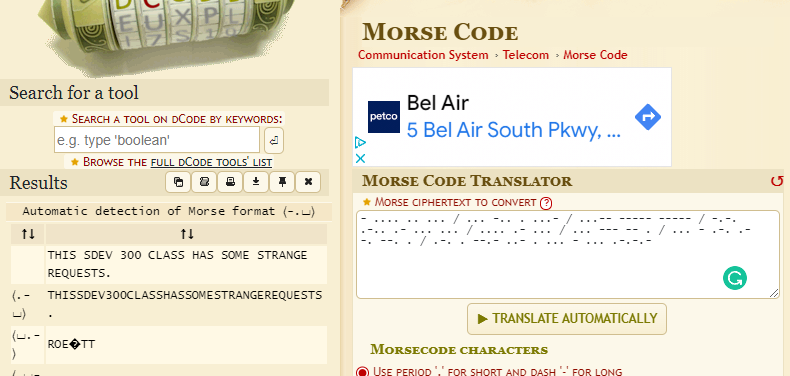 DCODE
EUXPL
Search for a tool
★ Search a tool on dCode by keywords:
e.g. type 'boolean'
★ Browse the full dCode tools' list
Results
Automatic detection of Morse format (-.␣)
↑↓ ↑↓
THIS SDEV 300 CLASS HAS SOME STRANGE
REQUESTS.
(.-␣) THISSDEV300CLASSHASSOMESTRANGEREQUESTS
.
(␣.-) ROE�TT
Morse Code
Communication System › Telecom › Morse Code
petco
Bel Air
5 Bel Air South Pkwy, ...
Morse Code Translator
★ Morse ciphertext to convert ?
- .... .. ... / ... -.. . ...- / ...-- ----- ----- / -.-.
.-.. .- ... ... / .... .- ... / ... --- -- . / ... - .-. .-
-. --. . / .-. . --.- ..- . ... - ... .-.-.-
▶ TRANSLATE AUTOMATICALLY
Morsecode characters
Use period '.' for short and dash '-' for long